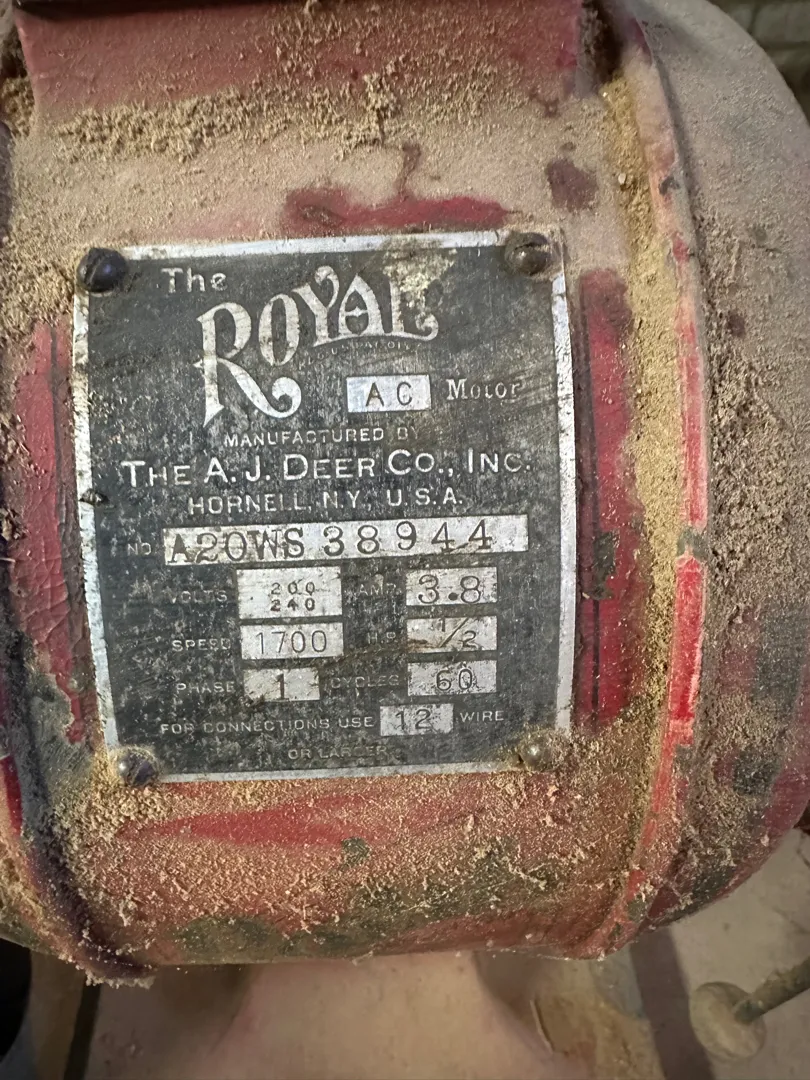 The
ROYAL
AC Motor
MANUFACTURED BY
THE A. J. DEER CO., INC.
HORNELL, N.Y., U.S.A.
NO A20WS 38944
VOLTS 200 240 AMP. 3.8
SPEED 1700 H.P. 1/2
PHASE 1 CYCLES 60
FOR CONNECTIONS USE 12 WIRE
OR LARGER